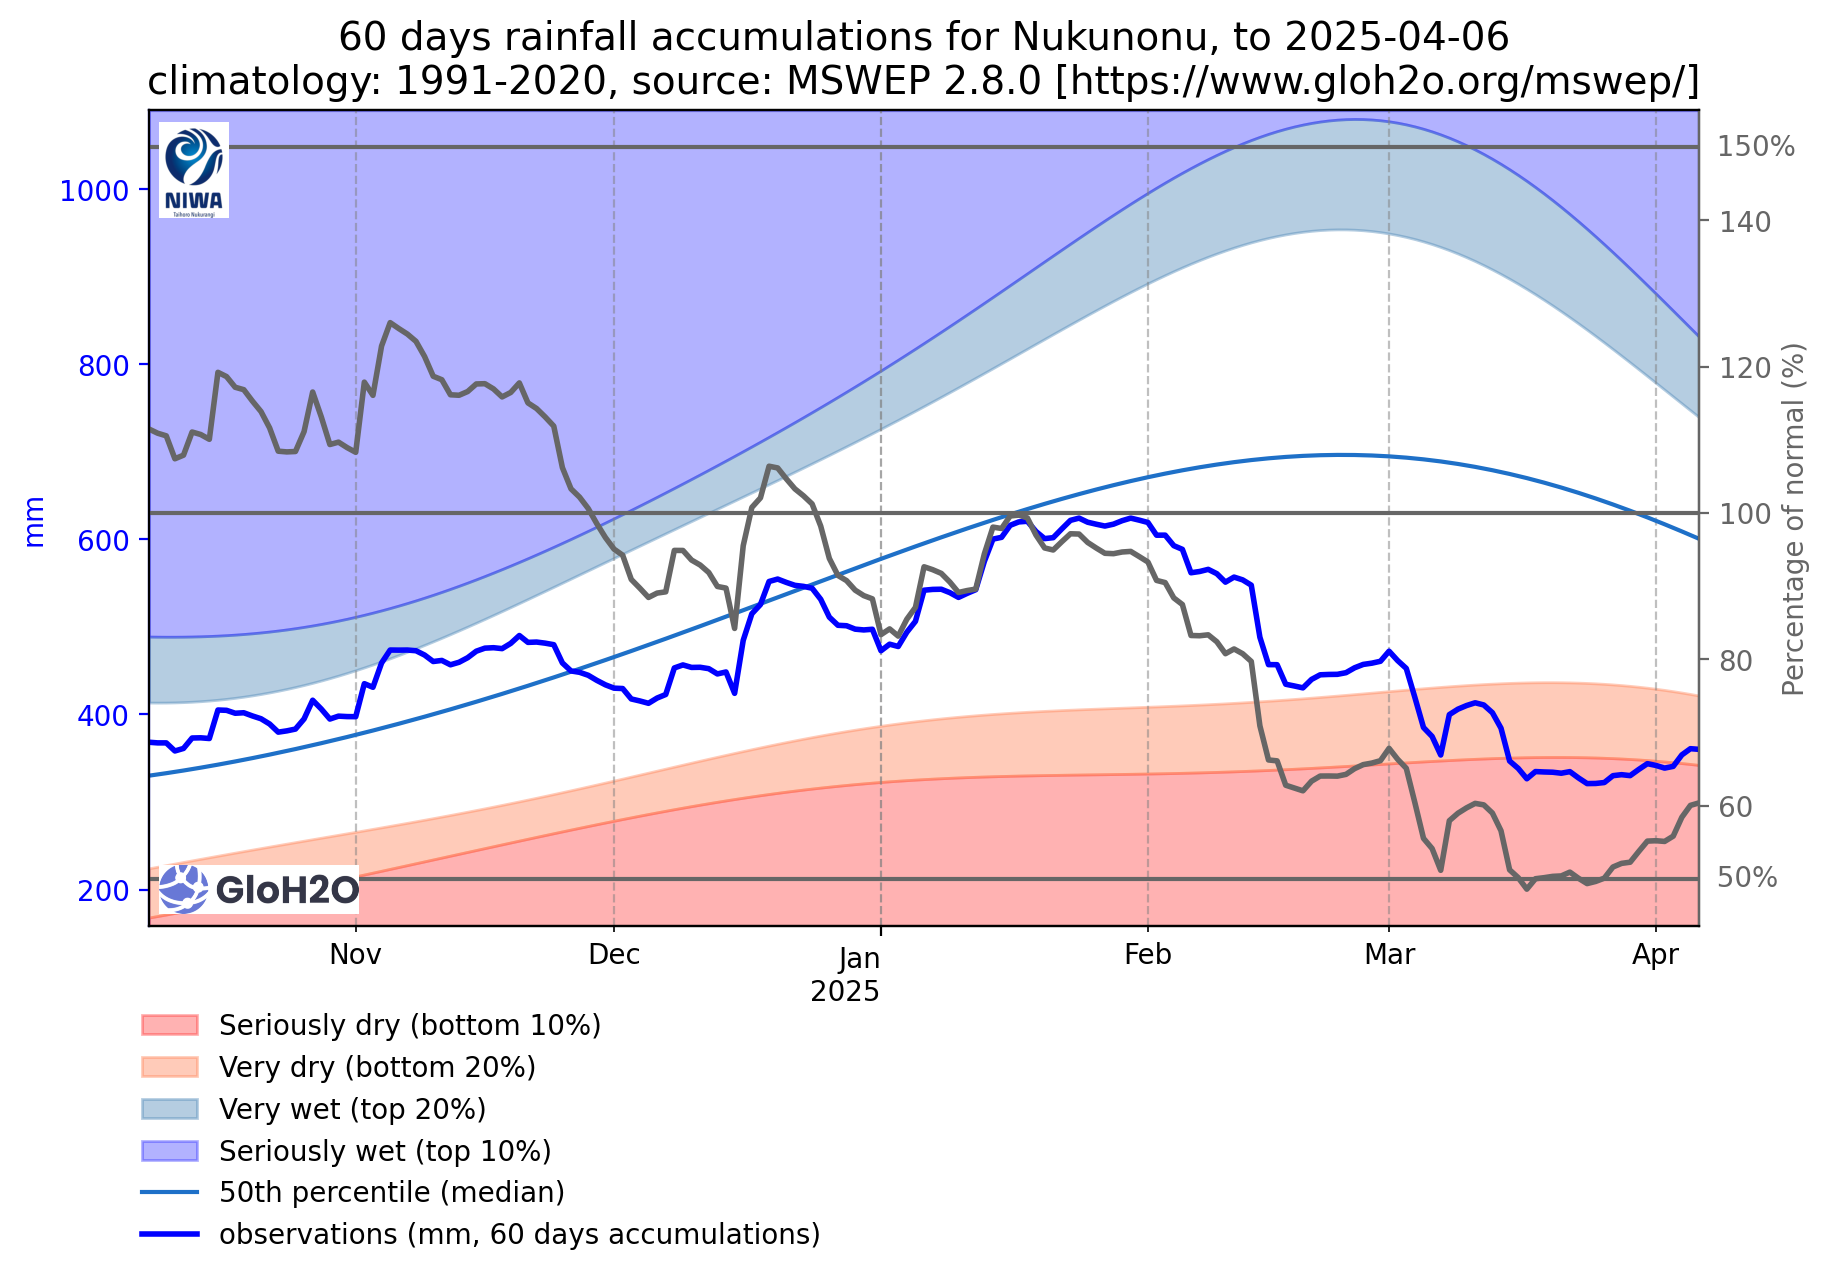 60 days rainfall accumulations for Nukunonu, to 2025-04-06
climatology: 1991-2020, source: MSWEP 2.8.0 [https://www.gloh2o.org/mswep/]
NIWA
Taihoro Nukurangi
1000
800
600
400
200
mm
150%
140
120
100
80
60
50%
Percentage of normal (%)
GloH2O
Nov
Dec
Jan
2025
Feb
Mar
Apr
Seriously dry (bottom 10%)
Very dry (bottom 20%)
Very wet (top 20%)
Seriously wet (top 10%)
50th percentile (median)
observations (mm, 60 days accumulations)